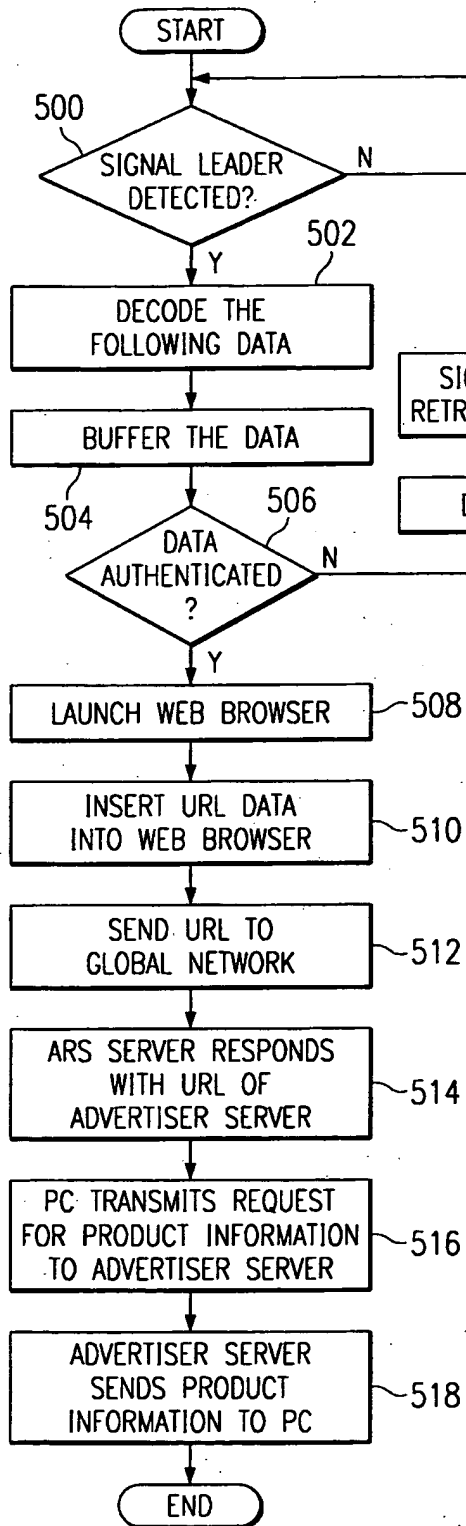 START
500
SIGNAL LEADER
DETECTED?
N
Y
502
DECODE THE
FOLLOWING DATA
BUFFER THE DATA
504
506
DATA
AUTHENTICATED
?
N
Y
LAUNCH WEB BROWSER
508
INSERT URL DATA
INTO WEB BROWSER
510
SEND URL TO
GLOBAL NETWORK
512
ARS SERVER RESPONDS
WITH URL OF
ADVERTISER SERVER
514
PC TRANSMITS REQUEST
FOR PRODUCT INFORMATION
TO ADVERTISER SERVER
516
ADVERTISER SERVER
SENDS PRODUCT
INFORMATION TO PC
518
END